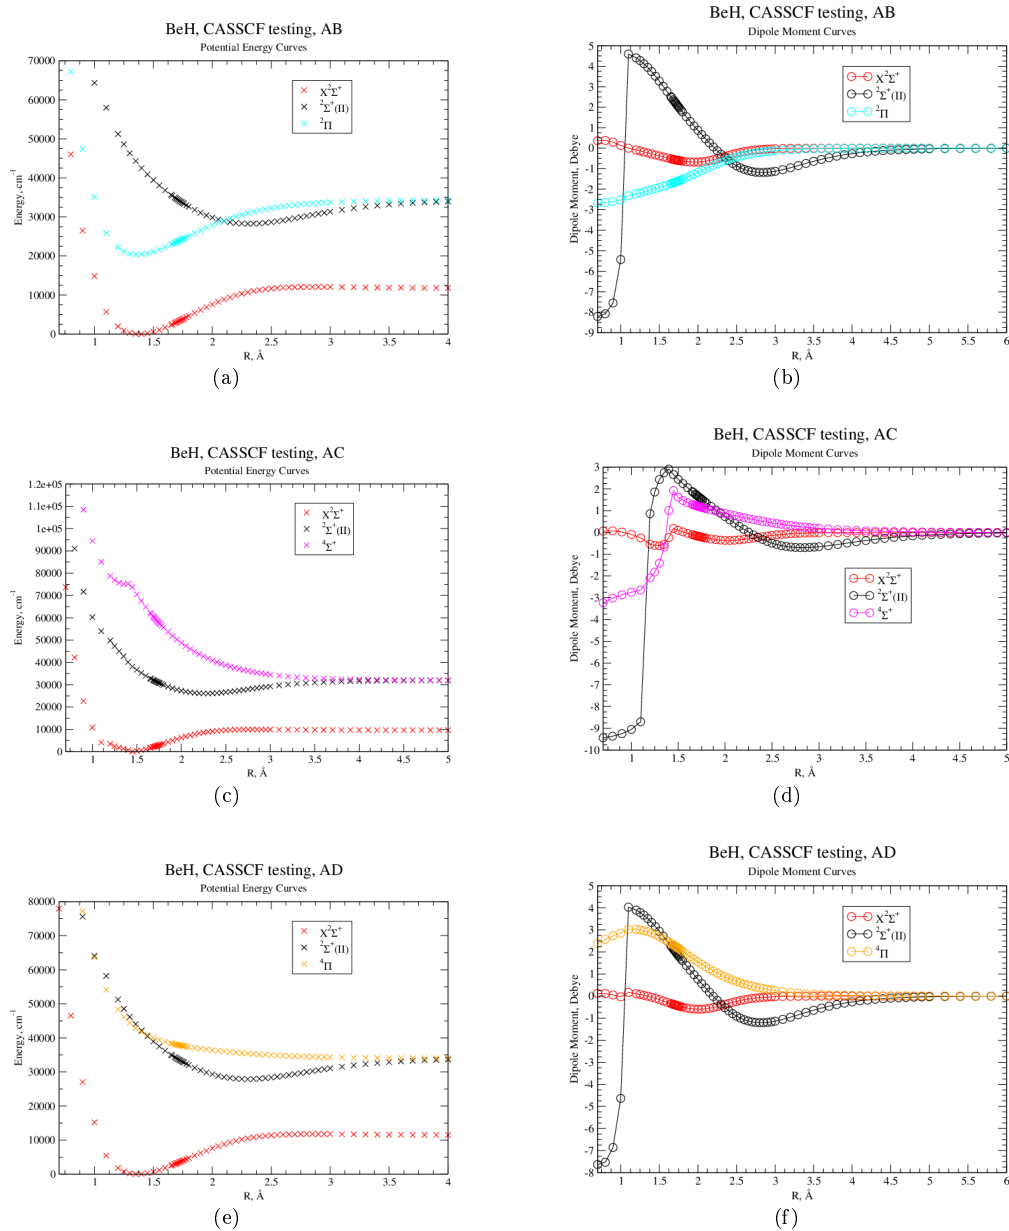 BeH, CASSCF testing, AB
Potential Energy Curves
70000
60000
50000
40000
30000
20000
10000
0
Energy, cm⁻¹
X²Σ⁺
²Σ⁺(II)
²Π
1
1.5
2
2.5
3
3.5
4
R, Å
(a)
BeH, CASSCF testing, AB
Dipole Moment Curves
5
4
3
2
1
0
-1
-2
-3
-4
-5
-6
-7
-8
-9
Dipole Moment, Debye
X²Σ⁺
²Σ⁺(II)
²Π
1
1.5
2
2.5
3
3.5
4
4.5
5
5.5
6
R, Å
(b)
BeH, CASSCF testing, AC
Potential Energy Curves
1.2e+05
1.1e+05
1e+05
90000
80000
70000
60000
50000
40000
30000
20000
10000
0
Energy, cm⁻¹
X²Σ⁺
²Σ⁺(II)
⁴Σ⁺
1
1.5
2
2.5
3
3.5
4
4.5
5
R, Å
(c)
BeH, CASSCF testing, AC
Dipole Moment Curves
3
2
1
0
-1
-2
-3
-4
-5
-6
-7
-8
-9
-10
Dipole Moment, Debye
X²Σ⁺
²Σ⁺(II)
⁴Σ⁺
1
1.5
2
2.5
3
3.5
4
4.5
5
5.5
6
R, Å
(d)
BeH, CASSCF testing, AD
Potential Energy Curves
80000
70000
60000
50000
40000
30000
20000
10000
0
Energy, cm⁻¹
X²Σ⁺
²Σ⁺(II)
⁴Π
1
1.5
2
2.5
3
3.5
4
R, Å
(e)
BeH, CASSCF testing, AD
Dipole Moment Curves
5
4
3
2
1
0
-1
-2
-3
-4
-5
-6
-7
-8
Dipole Moment, Debye
X²Σ⁺
²Σ⁺(II)
⁴Π
1
1.5
2
2.5
3
3.5
4
4.5
5
5.5
6
R, Å
(f)